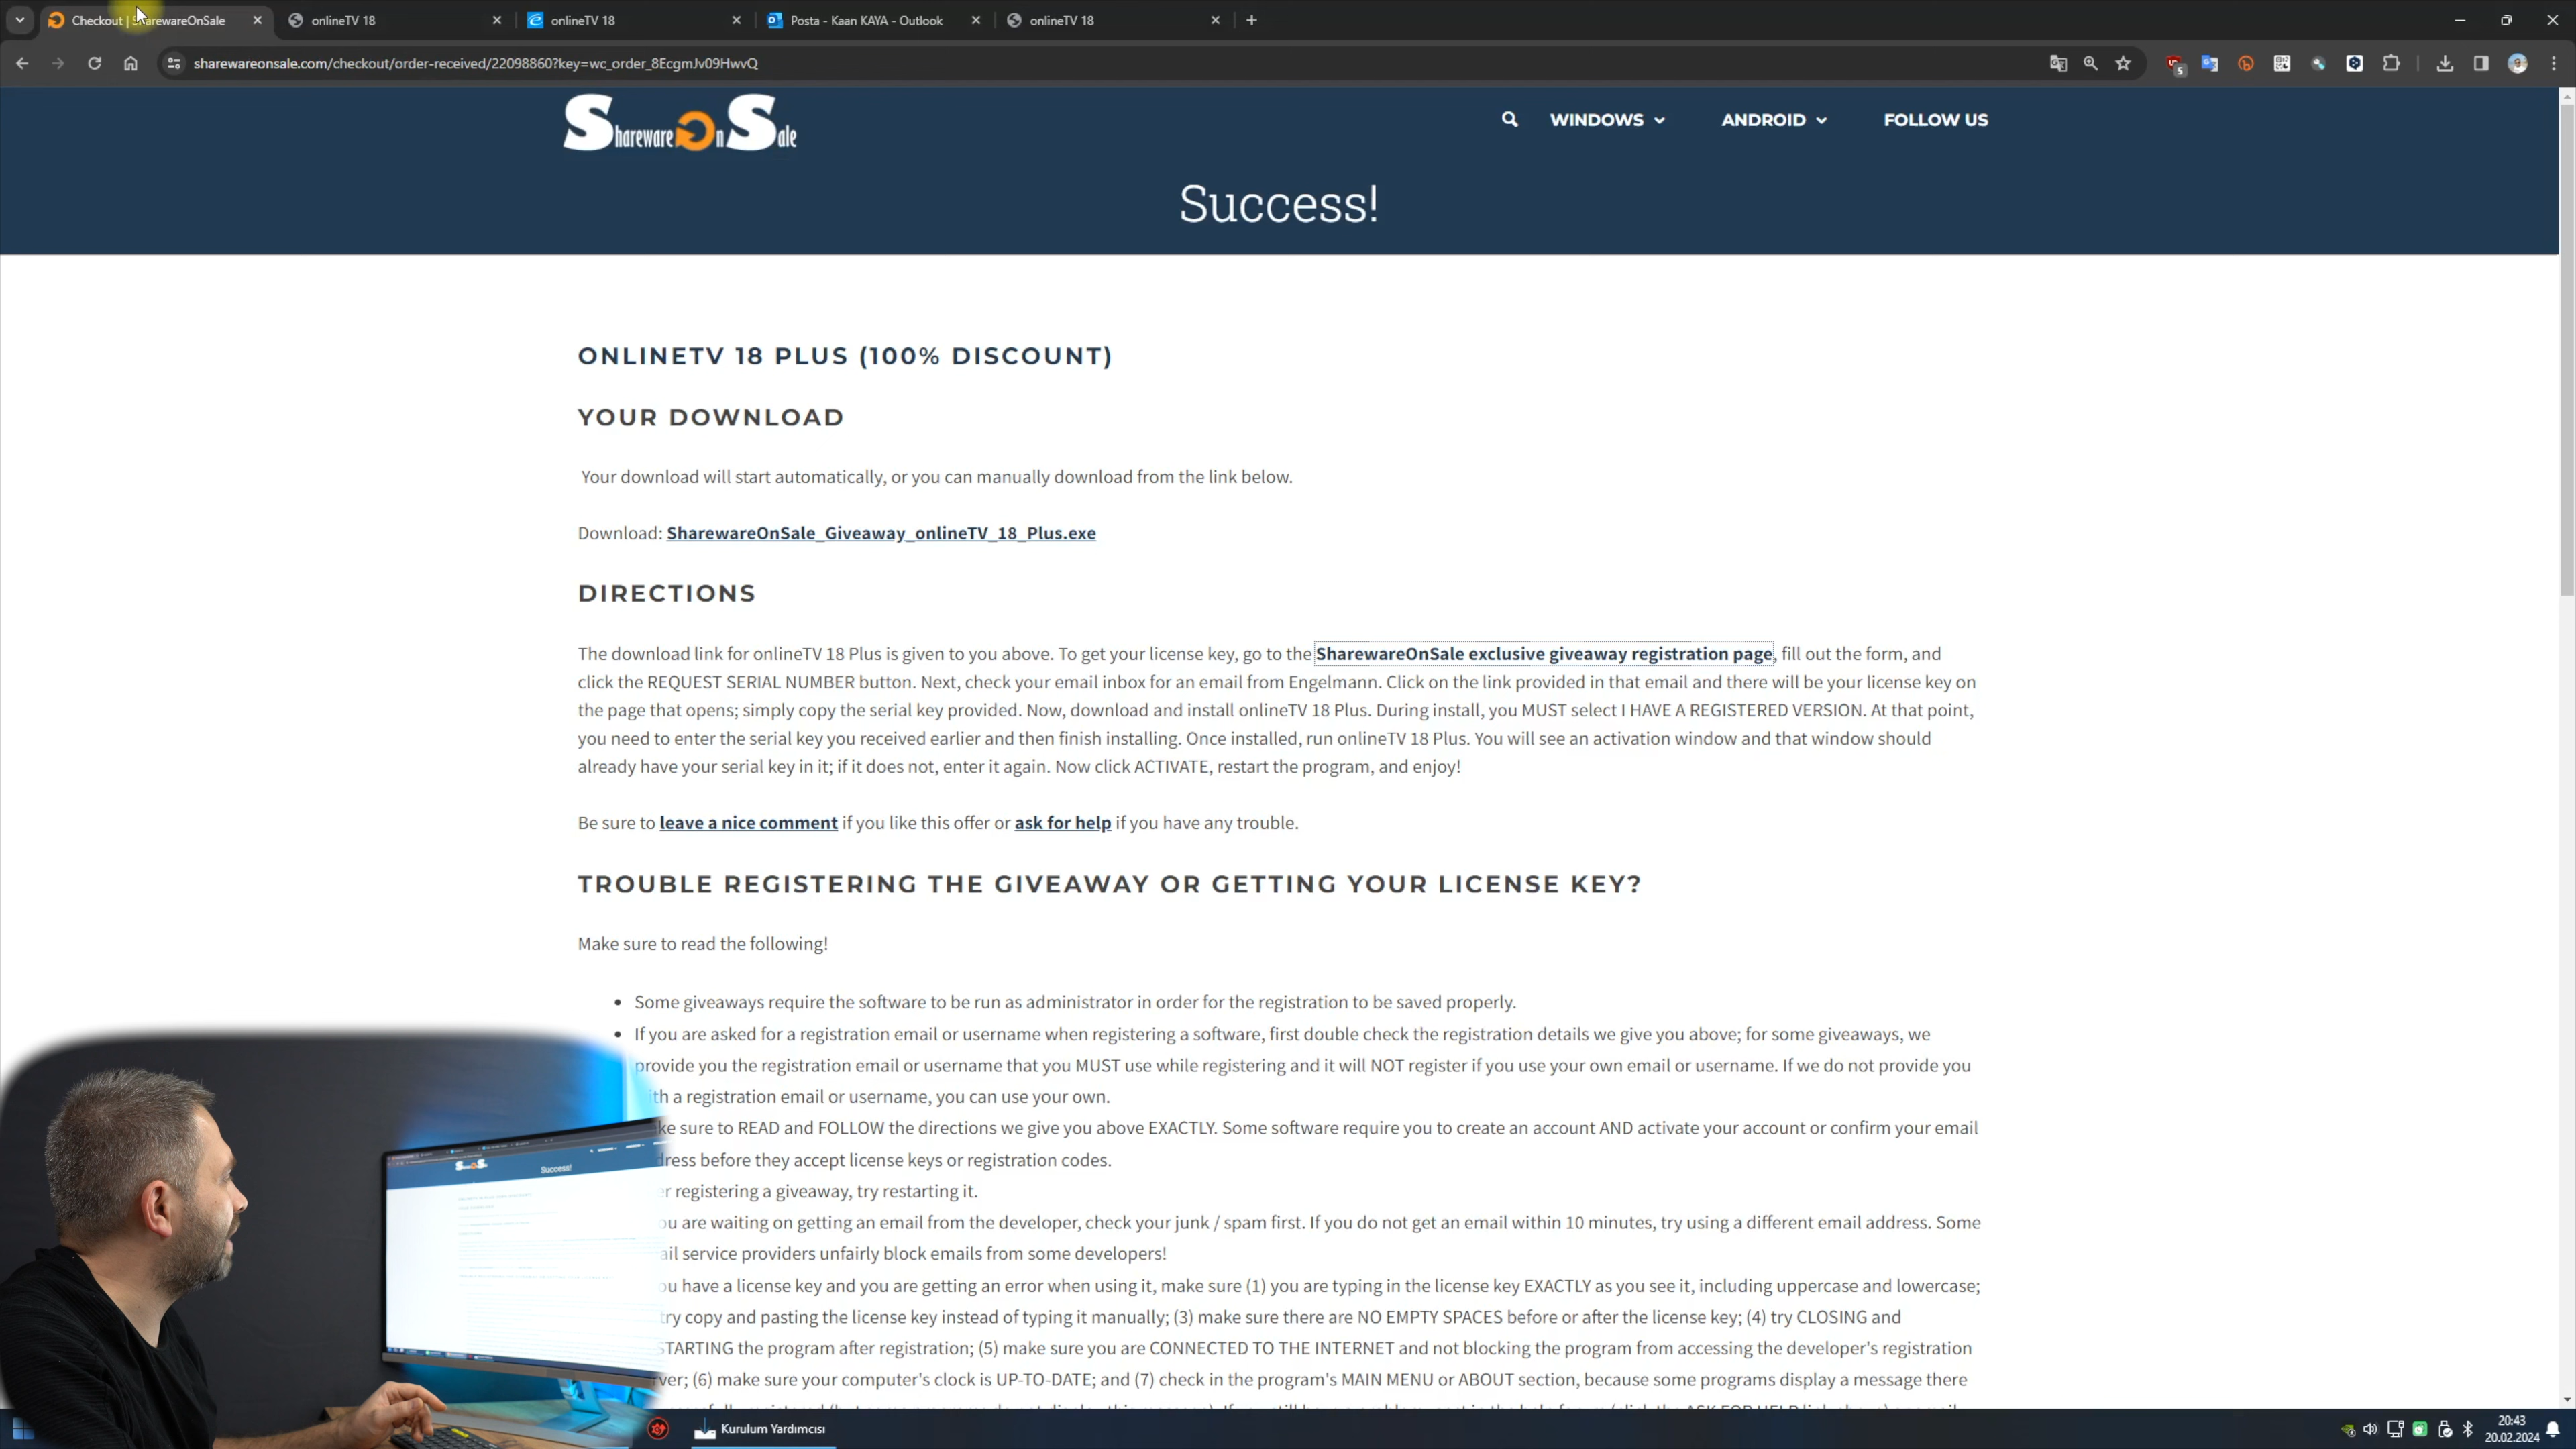 Checkout | SharewareOnSale
onlineTV 18
onlineTV 18
Posta - Kaan KAYA - Outlook
onlineTV 18
sharewareonsale.com/checkout/order-received/22098860?key=wc_order_8EcgmJv09HwvQ
5
SharewareOnSale
WINDOWS
ANDROID
FOLLOW US
Success!
ONLINETV 18 PLUS (100% DISCOUNT)
YOUR DOWNLOAD
Your download will start automatically, or you can manually download from the link below.
Download: SharewareOnSale_Giveaway_onlineTV_18_Plus.exe
DIRECTIONS
The download link for onlineTV 18 Plus is given to you above. To get your license key, go to the SharewareOnSale exclusive giveaway registration page, fill out the form, and
click the REQUEST SERIAL NUMBER button. Next, check your email inbox for an email from Engelmann. Click on the link provided in that email and there will be your license key on
the page that opens; simply copy the serial key provided. Now, download and install onlineTV 18 Plus. During install, you MUST select I HAVE A REGISTERED VERSION. At that point,
you need to enter the serial key you received earlier and then finish installing. Once installed, run onlineTV 18 Plus. You will see an activation window and that window should
already have your serial key in it; if it does not, enter it again. Now click ACTIVATE, restart the program, and enjoy!
Be sure to leave a nice comment if you like this offer or ask for help if you have any trouble.
TROUBLE REGISTERING THE GIVEAWAY OR GETTING YOUR LICENSE KEY?
Make sure to read the following!
• Some giveaways require the software to be run as administrator in order for the registration to be saved properly.
• If you are asked for a registration email or username when registering a software, first double check the registration details we give you above; for some giveaways, we
provide you the registration email or username that you MUST use while registering and it will NOT register if you use your own email or username. If we do not provide you
a registration email or username, you can use your own.
sure to READ and FOLLOW the directions we give you above EXACTLY. Some software require you to create an account AND activate your account or confirm your email
before they accept license keys or registration codes.
registering a giveaway, try restarting it.
are waiting on getting an email from the developer, check your junk / spam first. If you do not get an email within 10 minutes, try using a different email address. Some
service providers unfairly block emails from some developers!
have a license key and you are getting an error when using it, make sure (1) you are typing in the license key EXACTLY as you see it, including uppercase and lowercase;
try copy and pasting the license key instead of typing it manually; (3) make sure there are NO EMPTY SPACES before or after the license key; (4) try CLOSING and
STARTING the program after registration; (5) make sure you are CONNECTED TO THE INTERNET and not blocking the program from accessing the developer's registration
(6) make sure your computer's clock is UP-TO-DATE; and (7) check in the program's MAIN MENU or ABOUT section, because some programs display a message there
Success!
Kurulum Yardımcısı
20:43
20.02.2024